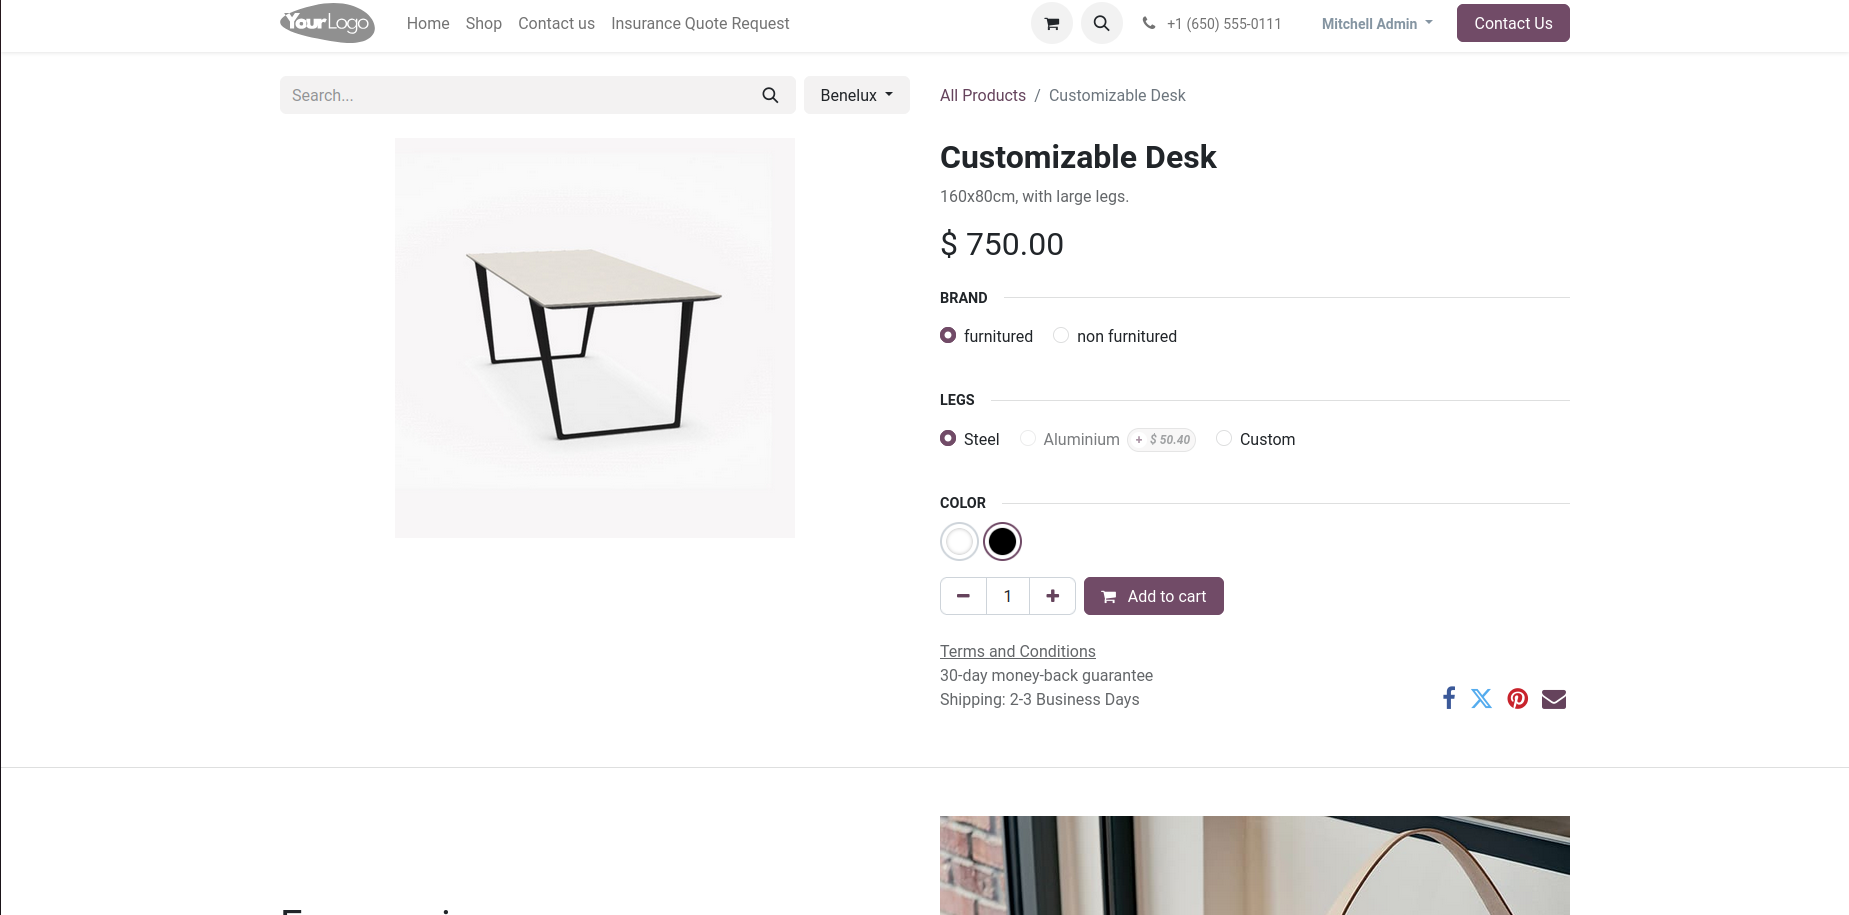 YourLogo Home Shop Contact us Insurance Quote Request +1 (650) 555-0111 Mitchell Admin Contact Us
Search... Benelux All Products / Customizable Desk
Customizable Desk
160x80cm, with large legs.
$ 750.00
BRAND
furnitured non furnitured
LEGS
Steel Aluminium + $ 50.40 Custom
COLOR
1 Add to cart
Terms and Conditions
30-day money-back guarantee
Shipping: 2-3 Business Days